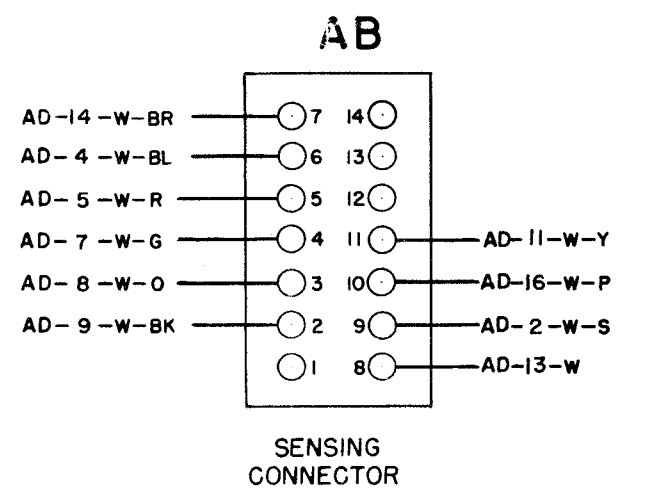 AB
AD-14-W-BR 7 14
AD-4-W-BL 6 13
AD-5-W-R 5 12
AD-7-W-G 4 11 AD-11-W-Y
AD-8-W-O 3 10 AD-16-W-P
AD-9-W-BK 2 9 AD-2-W-S
1 8 AD-13-W
SENSING
CONNECTOR